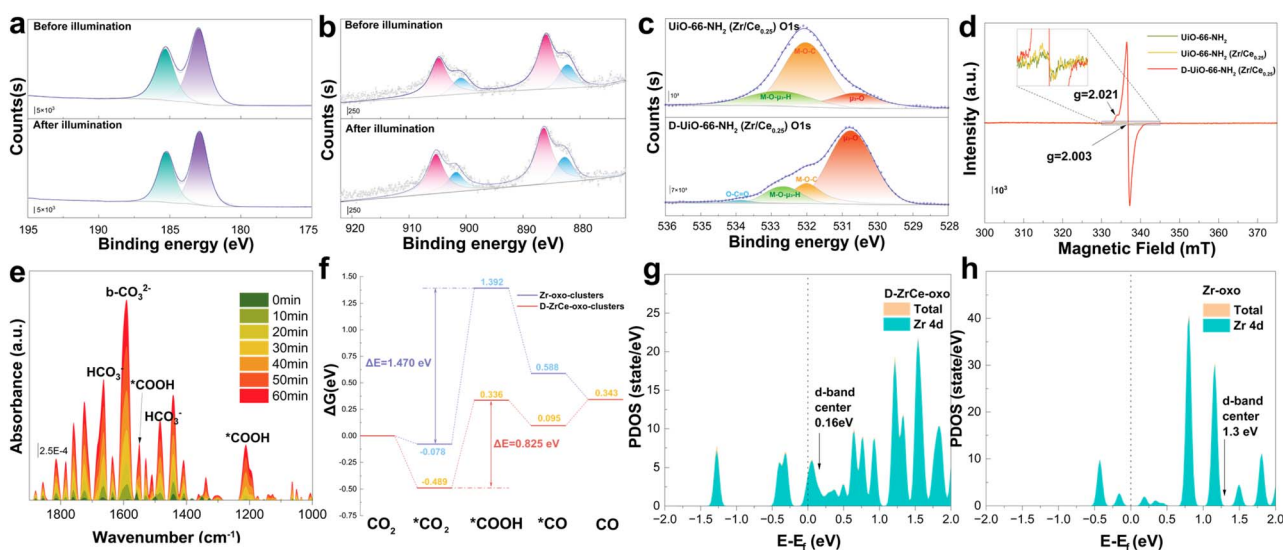 a
Before illumination
5×10³
After illumination
5×10³
Counts(s)
195 190 185 180 175
Binding energy (eV)
b
Before illumination
250
After illumination
250
Counts(s)
920 910 900 890 880
Binding energy (eV)
c
UiO-66-NH₂ (Zr/Ce₀.₂₅) O1s
M-O-C
M-O-μ₃-H
μ₃-O
10³
D-UiO-66-NH₂ (Zr/Ce₀.₂₅) O1s
μ₃-O
M-O-C
O-C=O
M-O-μ₃-H
7×10³
Counts(s)
536 535 534 533 532 531 530 529 528
Binding energy (eV)
d
UiO-66-NH₂
UiO-66-NH₂ (Zr/Ce₀.₂₅)
D-UiO-66-NH₂ (Zr/Ce₀.₂₅)
g=2.021
g=2.003
10³
Intensity (a.u.)
300 310 320 330 340 350 360 370
Magnetic Field (mT)
e
b-CO₃²⁻
HCO₃⁻
*COOH
HCO₃⁻
*COOH
0min
10min
20min
30min
40min
50min
60min
2.5E-4
Absorbance (a.u.)
1800 1600 1400 1200 1000
Wavenumber (cm⁻¹)
f
1.50
1.25
1.00
0.75
0.50
0.25
0.00
-0.25
-0.50
-0.75
ΔG(eV)
1.392
Zr-oxo-clusters
D-ZrCe-oxo-clusters
ΔE=1.470 eV
0.588
0.336
0.343
0.095
-0.078
ΔE=0.825 eV
-0.489
CO₂ *CO₂ *COOH *CO CO
g
D-ZrCe-oxo
Total
Zr 4d
d-band
center
0.16eV
PDOS (state/eV)
25
20
15
10
5
0
-2.0 -1.5 -1.0 -0.5 0.0 0.5 1.0 1.5 2.0
E-Ef (eV)
h
Zr-oxo
Total
Zr 4d
d-band
center
1.3 eV
PDOS (state/eV)
50
40
30
20
10
0
-2.0 -1.5 -1.0 -0.5 0.0 0.5 1.0 1.5 2.0
E-Ef (eV)